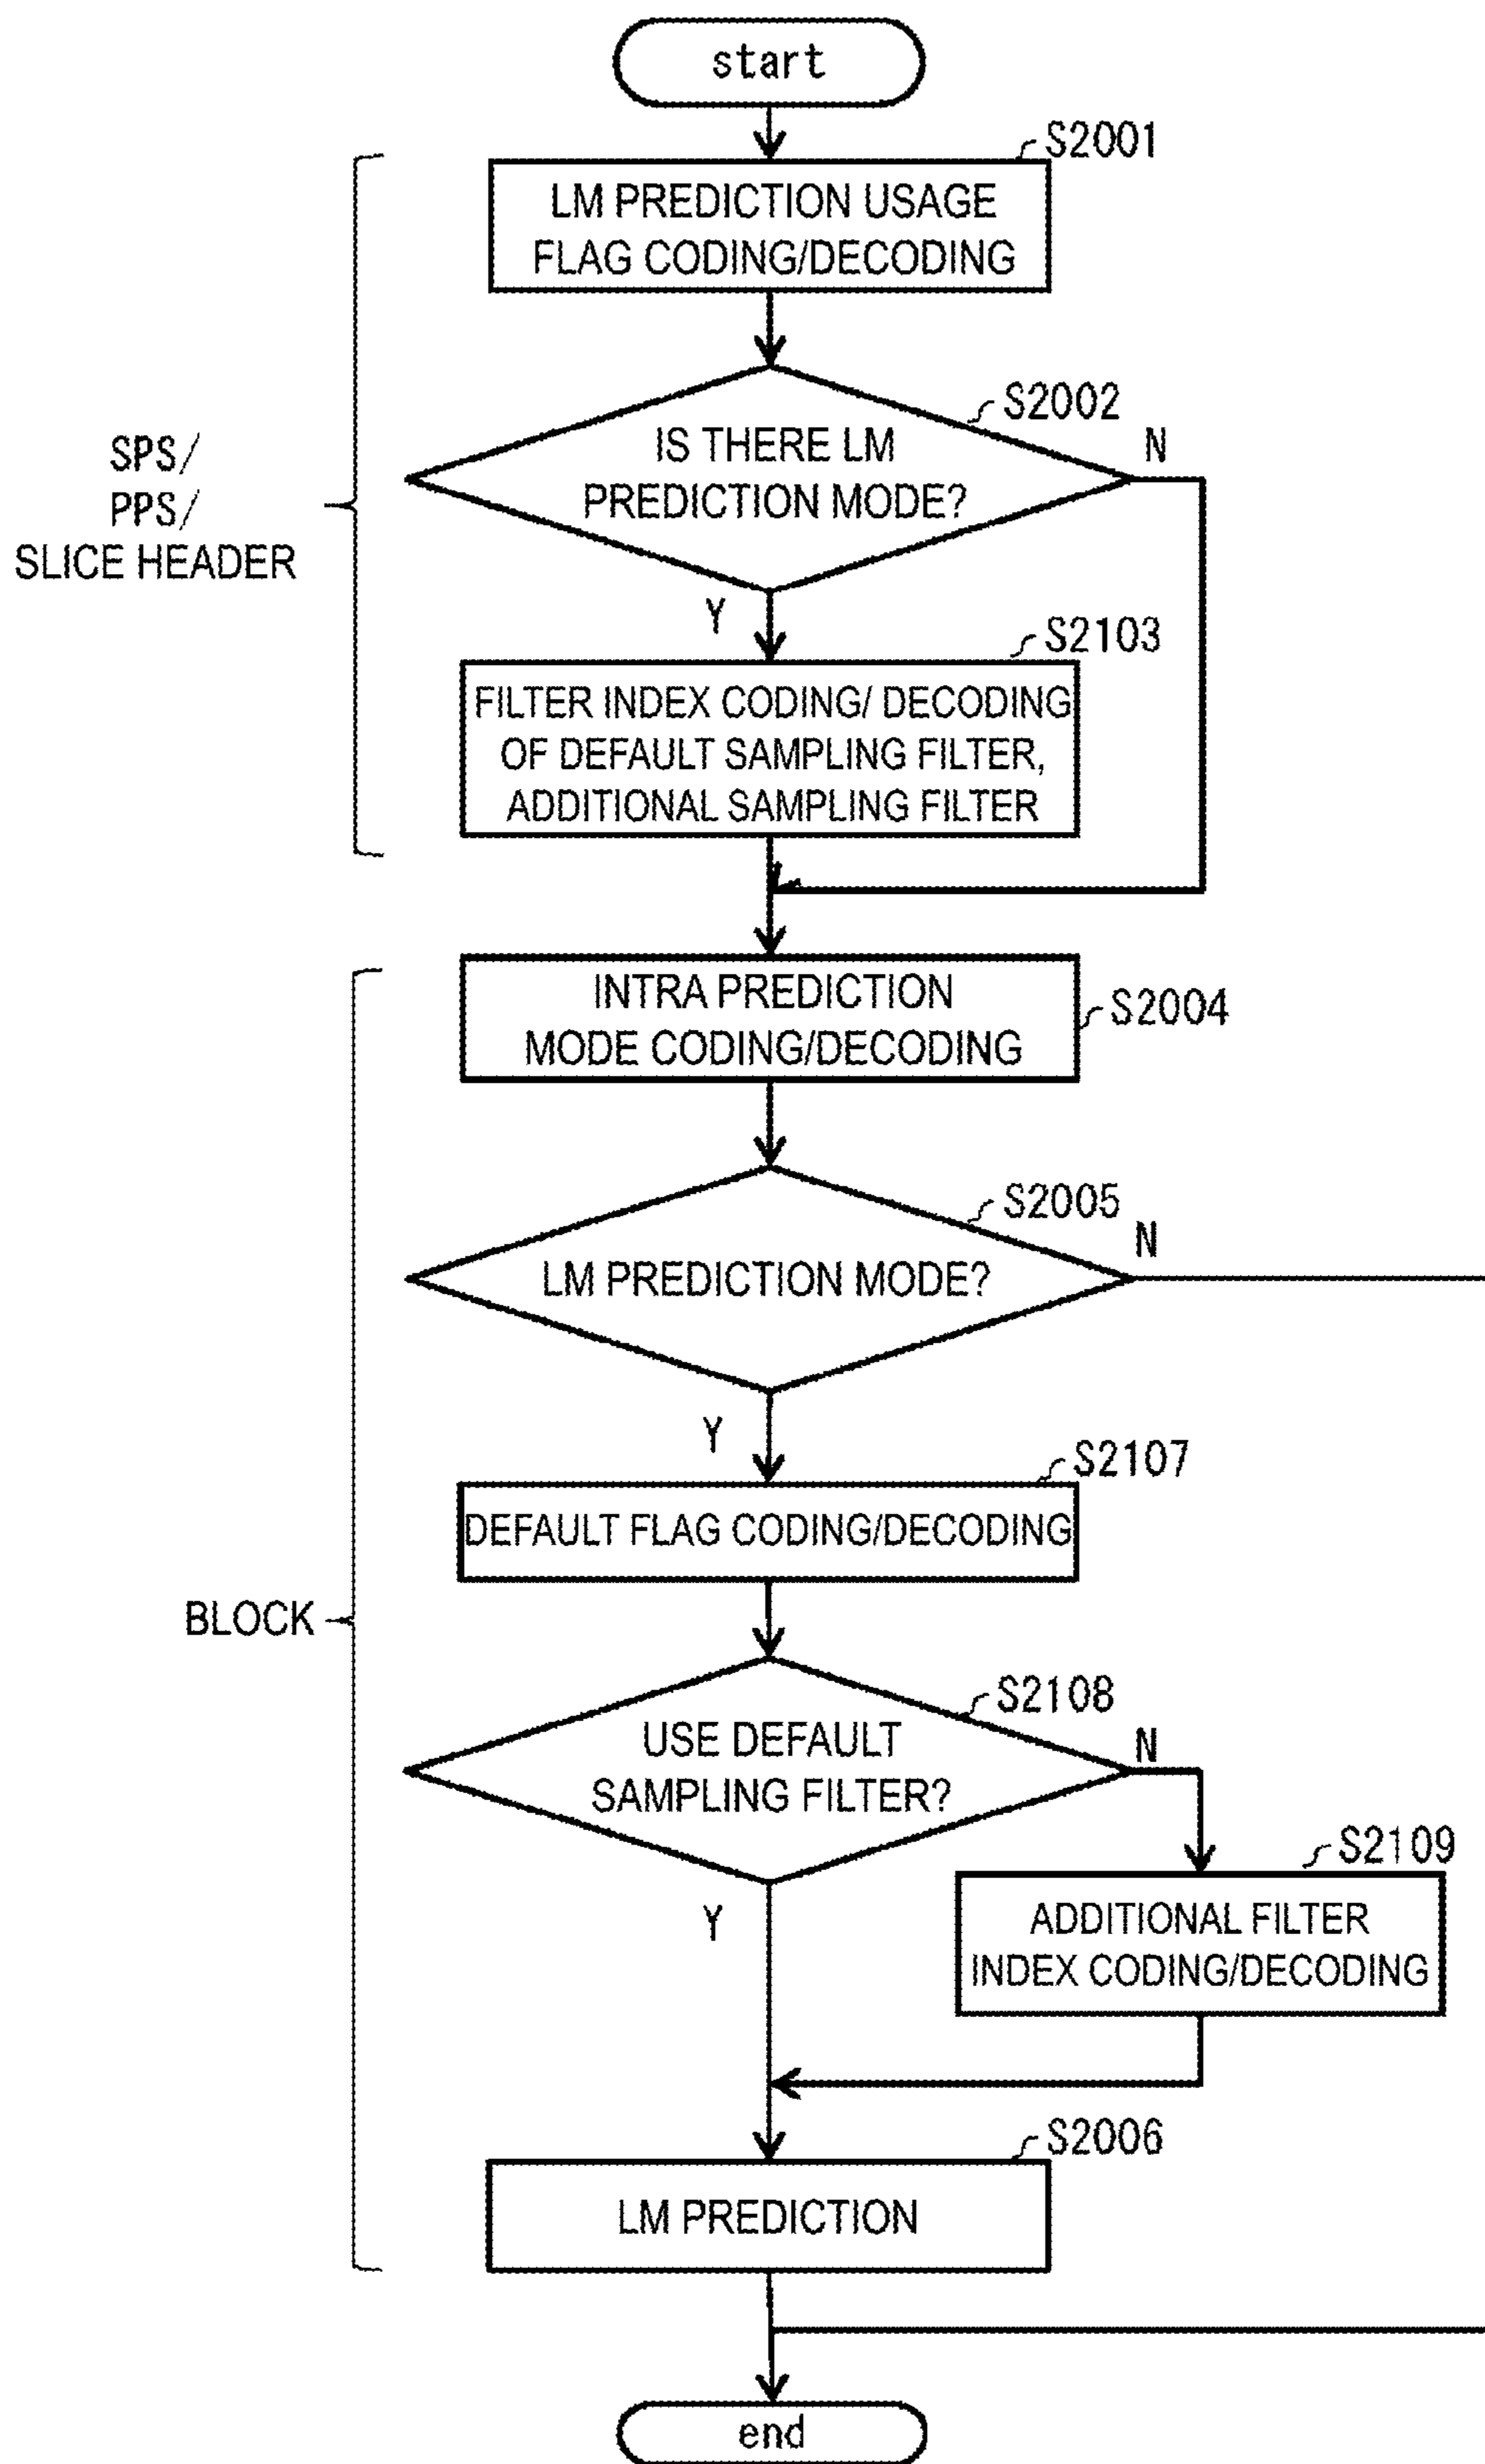 start
S2001
LM PREDICTION USAGE
FLAG CODING/DECODING
S2002
IS THERE LM
PREDICTION MODE?
N
SPS/
PPS/
SLICE HEADER
Y
S2103
FILTER INDEX CODING/ DECODING
OF DEFAULT SAMPLING FILTER,
ADDITIONAL SAMPLING FILTER
INTRA PREDICTION
MODE CODING/DECODING
S2004
S2005
N
LM PREDICTION MODE?
Y
S2107
DEFAULT FLAG CODING/DECODING
BLOCK
S2108
USE DEFAULT
SAMPLING FILTER?
N
S2109
Y
ADDITIONAL FILTER
INDEX CODING/DECODING
S2006
LM PREDICTION
end